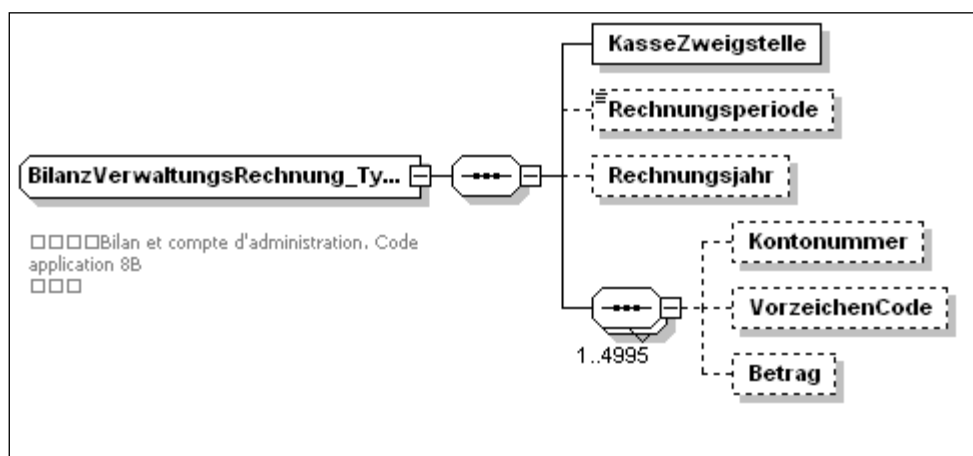 KasseZweigstelle
Rechnungsperiode
BilanzVerwaltungsRechnung_Ty...
Rechnungsjahr
Bilan et compte d'administration. Code
application 8B
Kontonummer
VorzeichenCode
1..4995
Betrag